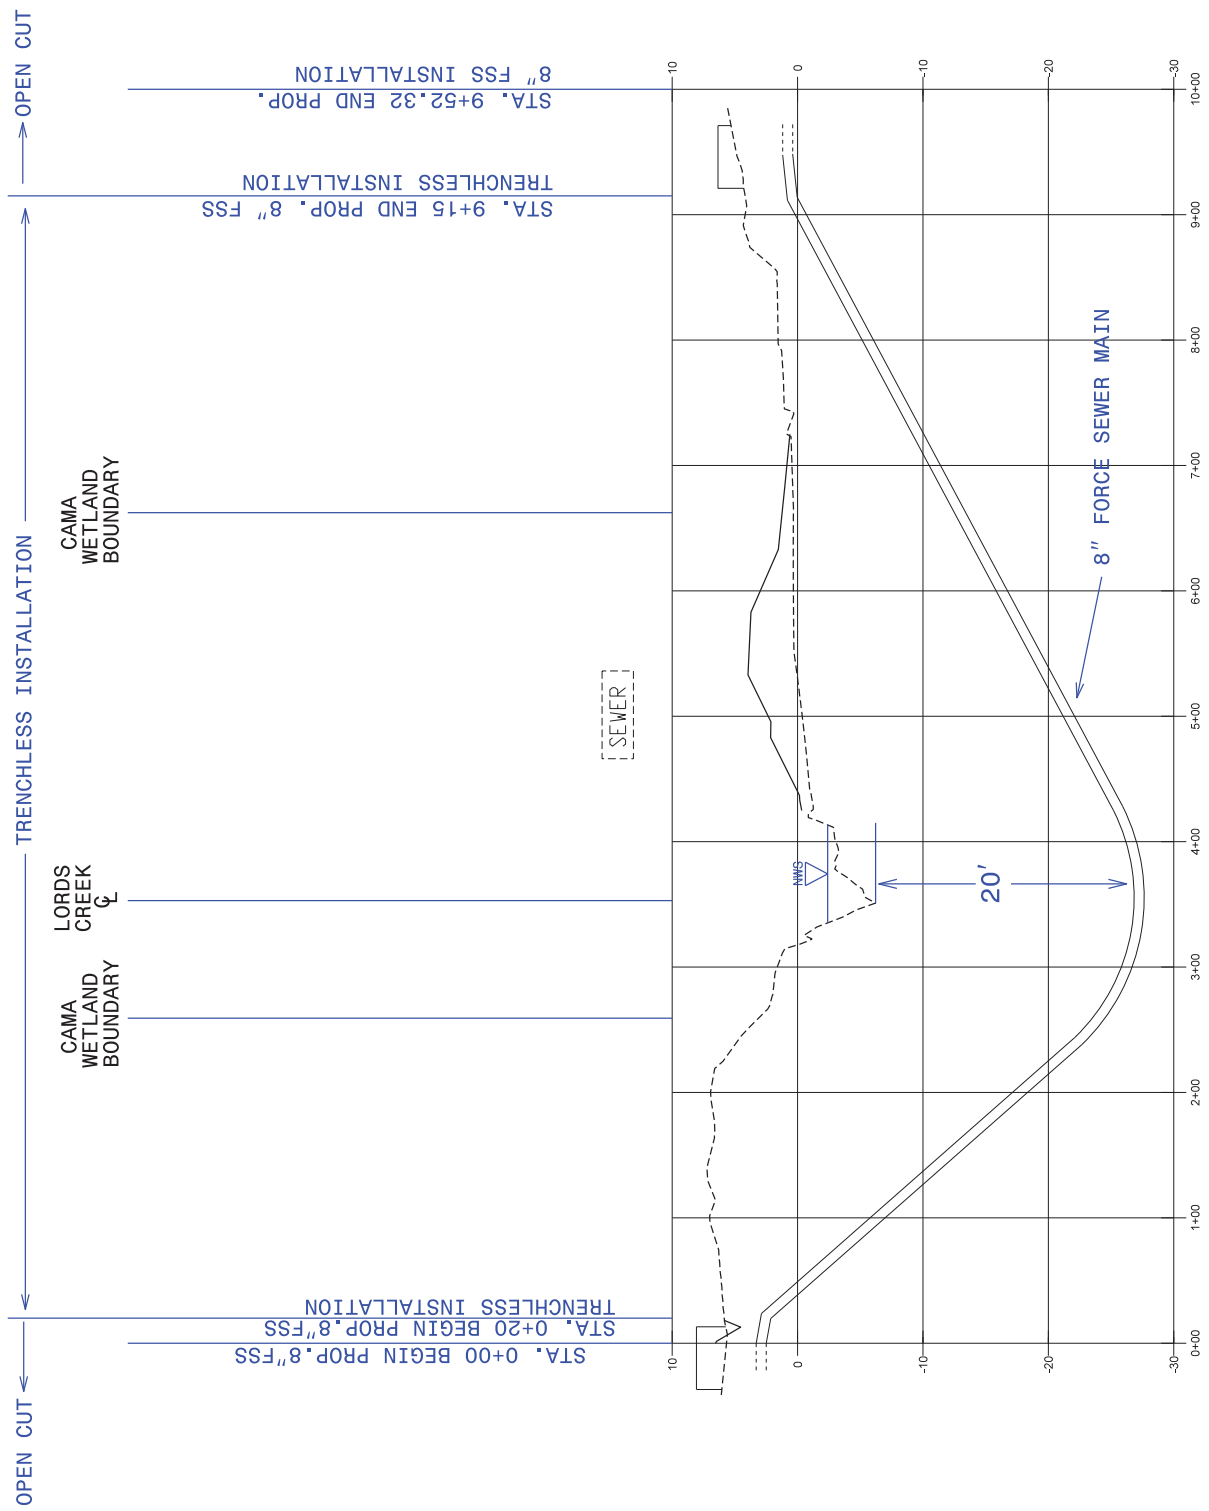 OPEN CUT
TRENCHLESS INSTALLATION
OPEN CUT
CAMA
WETLAND
BOUNDARY
LORDS
CREEK
℄
CAMA
WETLAND
BOUNDARY
STA. 0+00 BEGIN PROP.8"FSS
STA. 0+20 BEGIN PROP.8"FSS
TRENCHLESS INSTALLATION
STA. 9+15 END PROP. 8" FSS
TRENCHLESS INSTALLATION
STA. 9+52.32 END PROP.
8" FSS INSTALLATION
SEWER
NWS
20'
8" FORCE SEWER MAIN
10
0
-10
-20
-30
10
0
-10
-20
-30
0+00
1+00
2+00
3+00
4+00
5+00
6+00
7+00
8+00
9+00
10+00